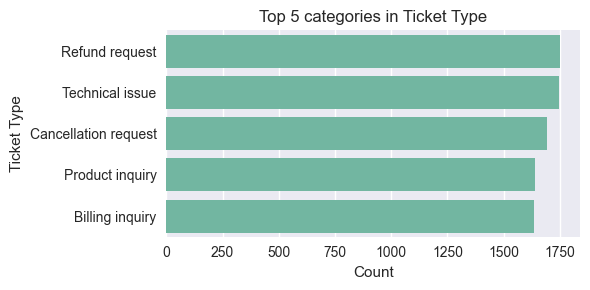 Top 5 categories in Ticket Type
Refund request
Technical issue
Cancellation request
Product inquiry
Billing inquiry
Ticket Type
0 250 500 750 1000 1250 1500 1750
Count